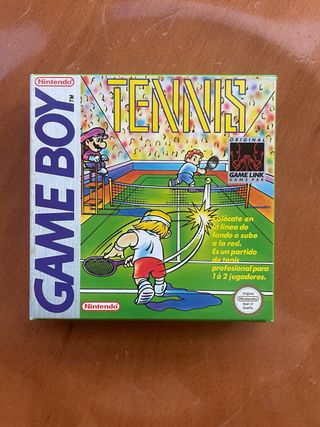 Nintendo
GAME BOY
TM
TENNIS
ORIGINAL
GAME LINK
GAME PAK
Colócate en
la línea de
fondo o sube
a la red.
Es un partido
de tenis
profesional para
1 ó 2 jugadores.
Nintendo
Original
Nintendo
Seal of
Quality